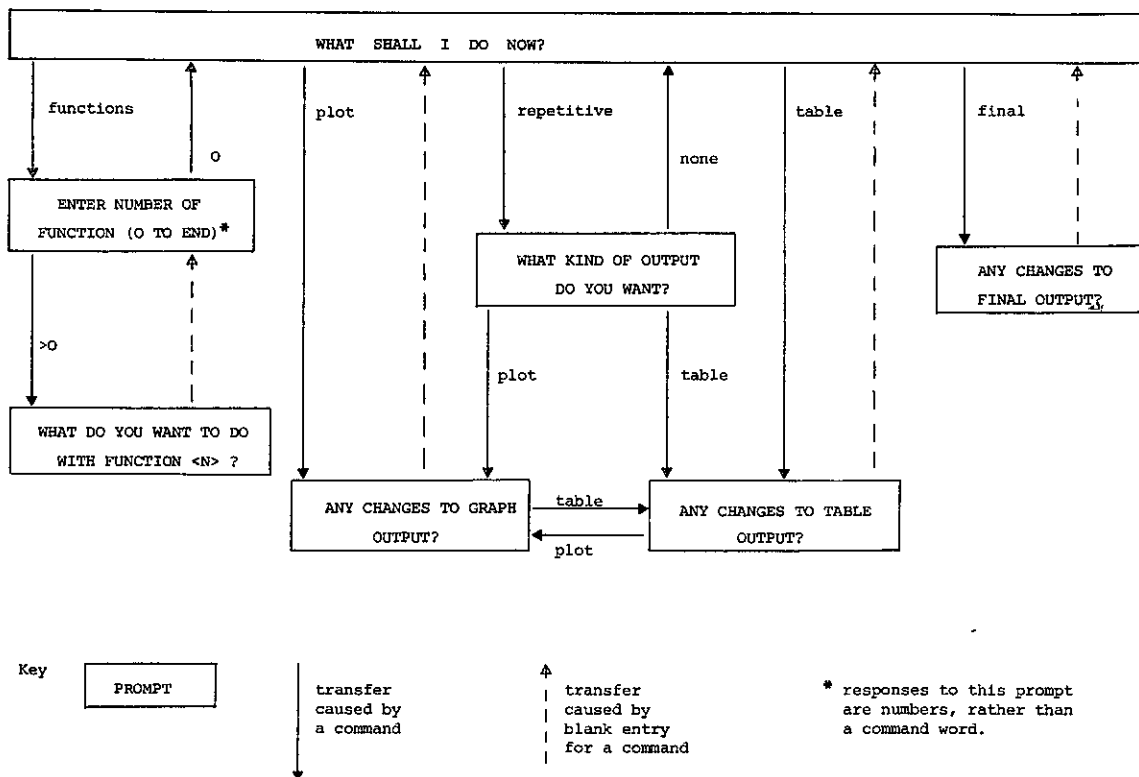 WHAT SHALL I DO NOW?
functions
O
plot
repetitive
none
table
final
ENTER NUMBER OF
FUNCTION (O TO END)*
WHAT KIND OF OUTPUT
DO YOU WANT?
ANY CHANGES TO
FINAL OUTPUT?
>O
plot
table
WHAT DO YOU WANT TO DO
WITH FUNCTION <N> ?
ANY CHANGES TO GRAPH
OUTPUT?
table
plot
ANY CHANGES TO TABLE
OUTPUT?
Key
PROMPT
transfer
caused by
a command
transfer
caused by
blank entry
for a command
* responses to this prompt
are numbers, rather than
a command word.